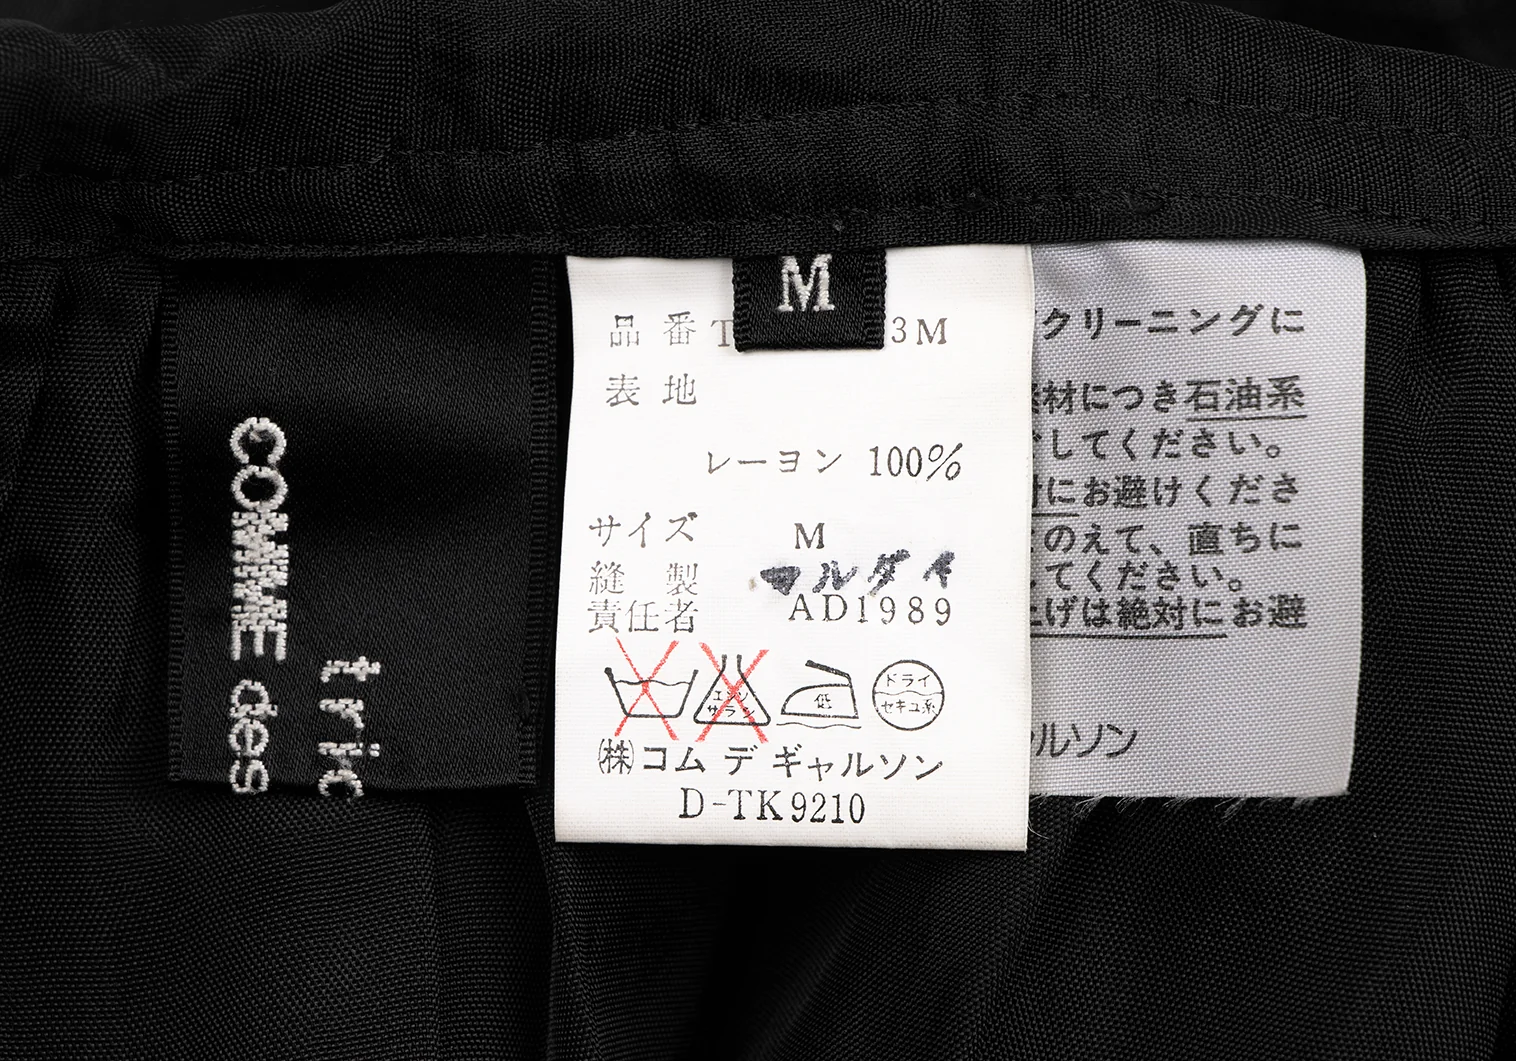 COMME des
tric
M
品番 T 3M
表地
レーヨン 100%
サイズ M
縫製 マルダイ
責任者 AD1989
エンソ
サラシ
低
ドライ
セキユ系
㈱コム デ ギャルソン
D-TK9210
クリーニングに
材につき石油系
してください。
にお避けくださ
のえて、直ちに
してください。
上げは絶対にお避
ルソン